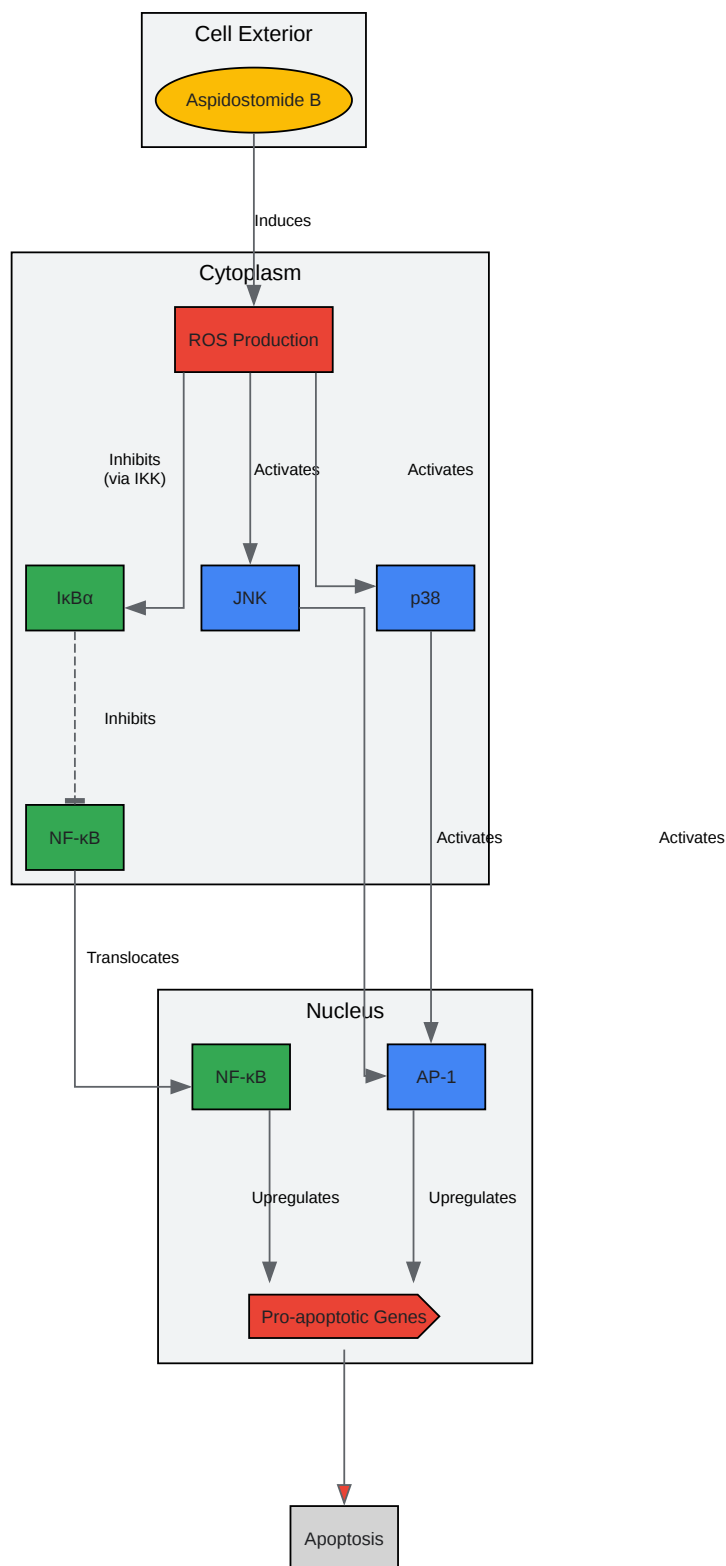 Cell Exterior
Aspidostomide B
Induces
Cytoplasm
ROS Production
Inhibits
(via IKK)
Activates
Activates
IκBα
JNK
p38
Inhibits
NF-κB
Activates
Activates
Translocates
Nucleus
NF-κB
AP-1
Upregulates
Upregulates
Pro-apoptotic Genes
Apoptosis